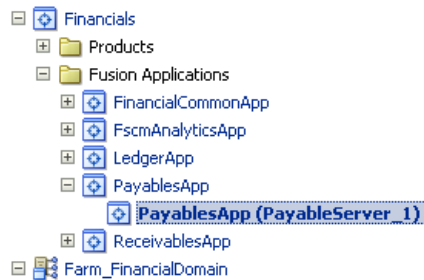 Financials
Products
Fusion Applications
FinancialCommonApp
FscmAnalyticsApp
LedgerApp
PayablesApp
PayablesApp (PayableServer_1)
ReceivablesApp
Farm_FinancialDomain